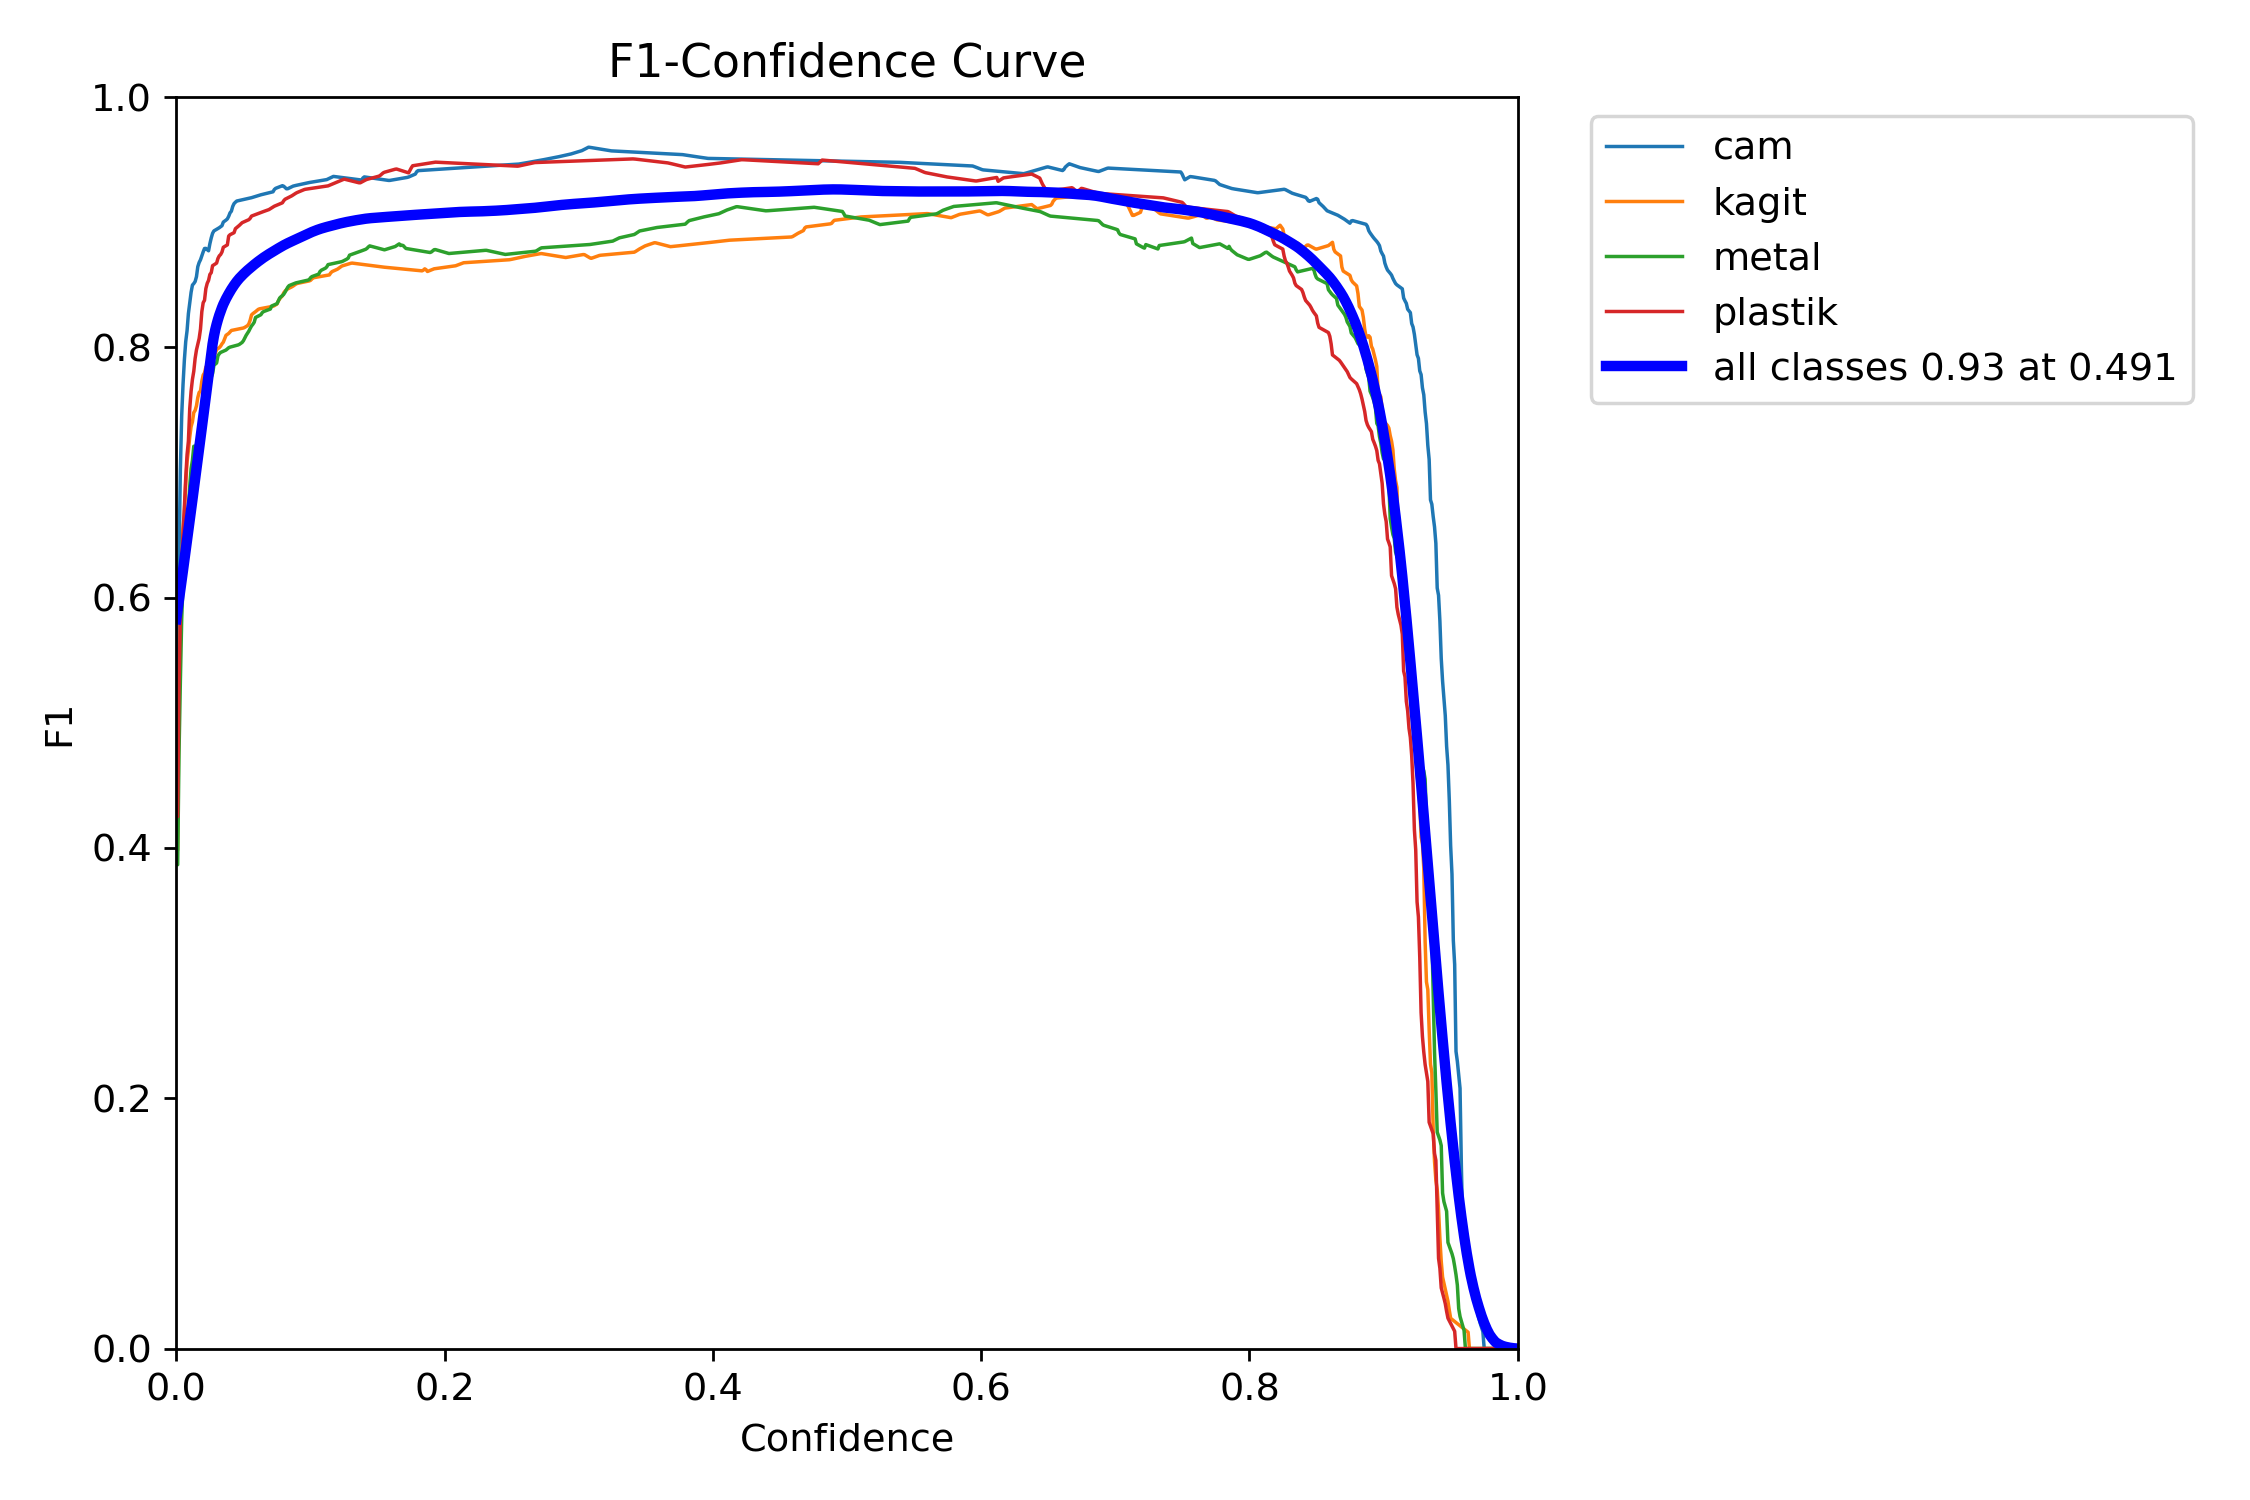 F1-Confidence Curve
1.0
0.8
0.6
0.4
0.2
0.0
F1
0.0 0.2 0.4 0.6 0.8 1.0
Confidence
cam
kagit
metal
plastik
all classes 0.93 at 0.491